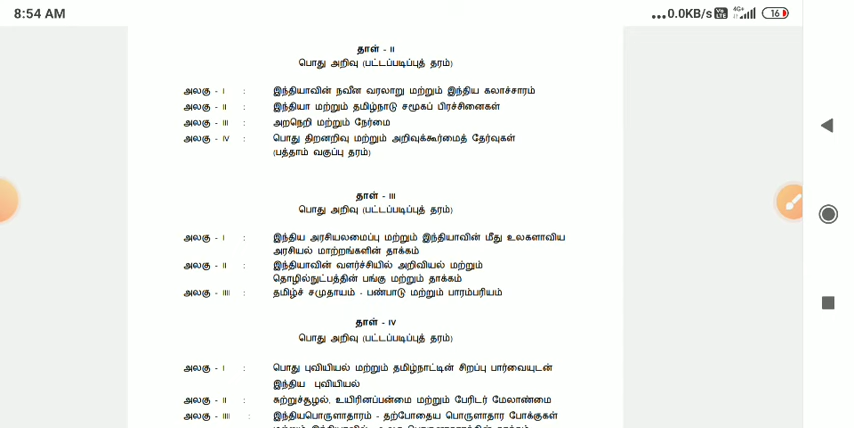 8:54 AM
...0.0KB/s Vo LTE 4G+ 16
தாள் - II
பொது அறிவு (பட்டப்படிப்புத் தரம்)
அலகு - I : இந்தியாவின் நவீன வரலாறு மற்றும் இந்திய கலாச்சாரம்
அலகு - II : இந்தியா மற்றும் தமிழ்நாடு சமூகப் பிரச்சினைகள்
அலகு - III : அறநெறி மற்றும் நேர்மை
அலகு - IV : பொது திறனறிவு மற்றும் அறிவுக்கூர்மைத் தேர்வுகள்
(பத்தாம் வகுப்பு தரம்)
தாள் - III
பொது அறிவு (பட்டப்படிப்புத் தரம்)
அலகு - I : இந்திய அரசியலமைப்பு மற்றும் இந்தியாவின் மீது உலகளாவிய
அரசியல் மாற்றங்களின் தாக்கம்
அலகு - II : இந்தியாவின் வளர்ச்சியில் அறிவியல் மற்றும்
தொழில்நுட்பத்தின் பங்கு மற்றும் தாக்கம்
அலகு - III : தமிழ்ச் சமுதாயம் - பண்பாடு மற்றும் பாரம்பரியம்
தாள் - IV
பொது அறிவு (பட்டப்படிப்புத் தரம்)
அலகு - I : பொது புவியியல் மற்றும் தமிழ்நாட்டின் சிறப்பு பார்வையுடன்
இந்திய புவியியல்
அலகு - II : சுற்றுச்சூழல், உயிரினப்பன்மை மற்றும் பேரிடர் மேலாண்மை
அலகு - III : இந்தியபொருளாதாரம் - தற்போதைய பொருளாதார போக்குகள்